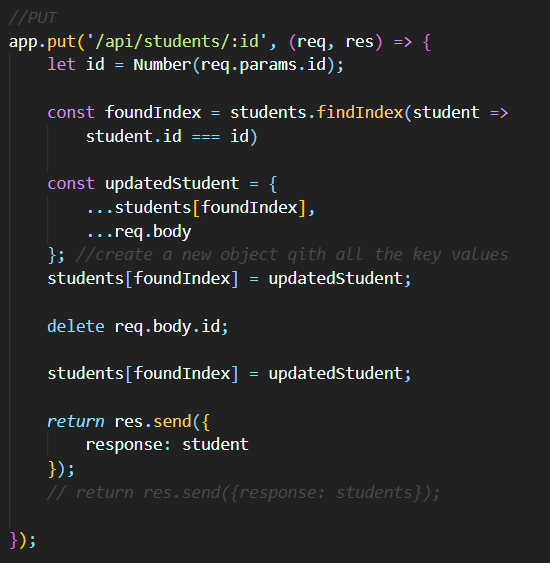 //PUT
app.put('/api/students/:id', (req, res) => {
    let id = Number(req.params.id);

    const foundIndex = students.findIndex(student =>
        student.id === id)

    const updatedStudent = {
        ...students[foundIndex],
        ...req.body
    }; //create a new object qith all the key values
    students[foundIndex] = updatedStudent;

    delete req.body.id;

    students[foundIndex] = updatedStudent;

    return res.send({
        response: student
    });
    // return res.send({response: students});

});